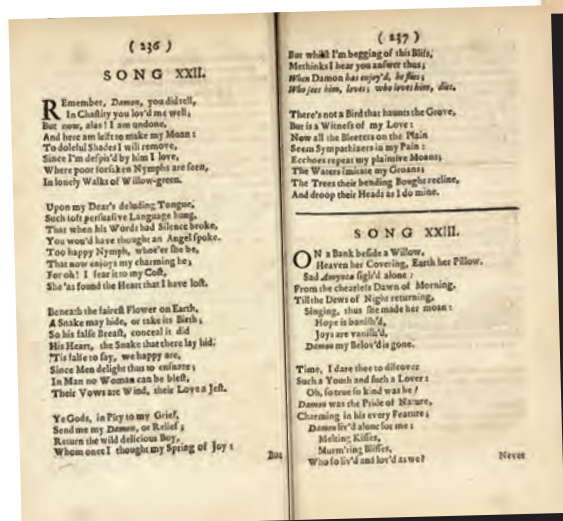 ( 236 )
SONG XXII.
REmember, Damon, you did tell,
In Chastity you lov'd me well;
But now, alas! I am undone,
And here am left to make my Moan:
To doleful Shades I will remove,
Since I'm despis'd by him I love,
Where poor forsaken Nymphs are seen,
In lonely Walks of Willow-green.
Upon my Dear's deluding Tongue,
Such soft perswasive Language hung,
That when his Words had Silence broke,
You wou'd have thought an Angel spoke.
Too happy Nymph, whoe'er she be,
That now enjoys my charming he;
For oh! I fear it to my Cost,
She 'as found the Heart that I have lost.
Beneath the fairest Flower on Earth,
A Snake may hide, or take its Birth;
So his false Breast, conceal it did
His Heart, the Snake that there lay hid.
'Tis false to say, we happy are,
Since Men delight thus to ensnare;
In Man no Woman can be blest,
Their Vows are Wind, their Love a Jest.
Ye Gods, in Pity to my Grief,
Send me my Damon, or Relief;
Return the wild delicious Boy,
Whom once I thought my Spring of Joy:
But
( 237 )
But whilst I'm begging of this Bliss,
Methinks I hear you answer thus;
When Damon has enjoy'd, he flies;
Who sees him, loves; who loves him, dies.
There's not a Bird that haunts the Grove,
But is a Witness of my Love:
Now all the Bleeters on the Plain
Seem Sympathizers in my Pain:
Ecchoes repeat my plaintive Moans;
The Waters imitate my Groans;
The Trees their bending Boughs recline,
And droop their Heads as I do mine.
SONG XXIII.
ON a Bank beside a Willow,
Heaven her Covering, Earth her Pillow,
Sad Amynta sigh'd alone:
From the chearless Dawn of Morning,
Till the Dews of Night returning,
Singing, thus she made her moan:
Hope is banish'd,
Joys are vanish'd,
Damon my Belov'd is gone.
Time, I dare thee to discover
Such a Youth and such a Lover:
Oh, so true so kind was he!
Damon was the Pride of Nature,
Charming in his every Feature;
Damon liv'd alone for me:
Melting Kisses,
Murm'ring Blisses,
Who so liv'd and lov'd as we?
Never